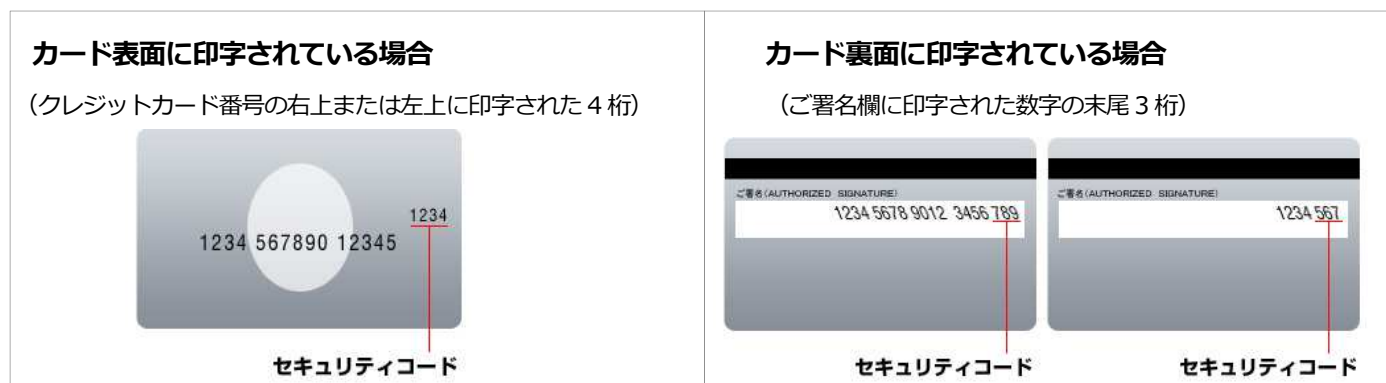 カード表面に印字されている場合
（クレジットカード番号の右上または左上に印字された４桁）
1234
1234 567890 12345
セキュリティコード
カード裏面に印字されている場合
（ご署名欄に印字された数字の末尾３桁）
ご署名(AUTHORIZED SIGNATURE)
1234 5678 9012 3456 789
セキュリティコード
ご署名(AUTHORIZED SIGNATURE)
1234 567
セキュリティコード